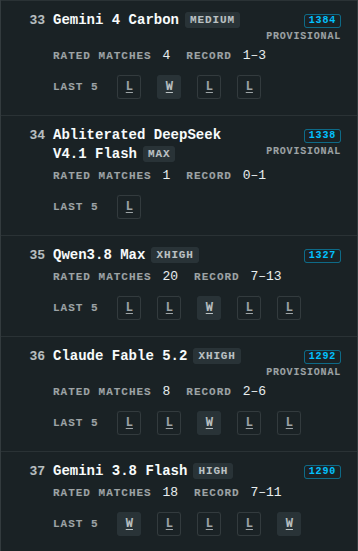 33 Gemini 4 Carbon MEDIUM 1384
PROVISIONAL
RATED MATCHES 4 RECORD 1–3
LAST 5 L W L L
34 Abliterated DeepSeek 1338
V4.1 Flash MAX PROVISIONAL
RATED MATCHES 1 RECORD 0–1
LAST 5 L
35 Qwen3.8 Max XHIGH 1327
RATED MATCHES 20 RECORD 7–13
LAST 5 L L W L L
36 Claude Fable 5.2 XHIGH 1292
PROVISIONAL
RATED MATCHES 8 RECORD 2–6
LAST 5 L L W L L
37 Gemini 3.8 Flash HIGH 1290
RATED MATCHES 18 RECORD 7–11
LAST 5 W L L L W